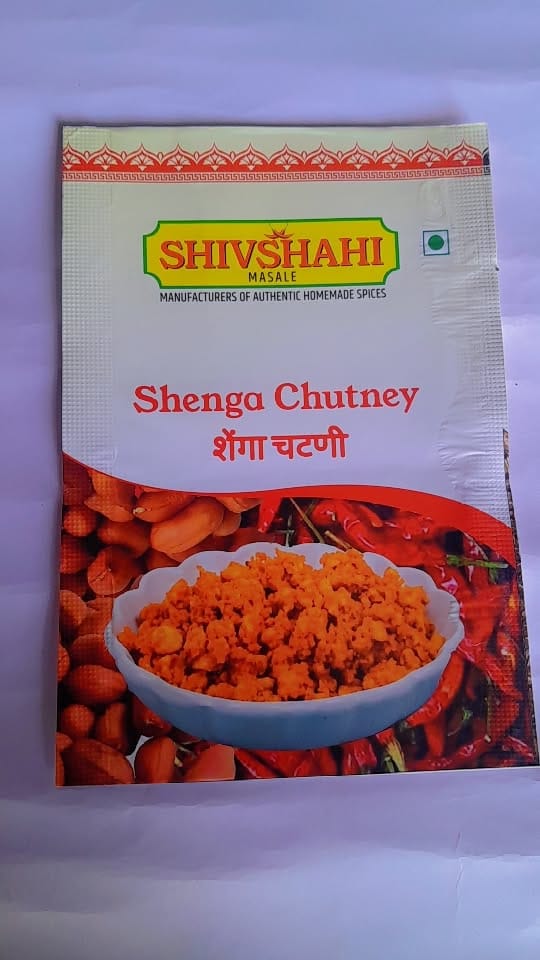 SHIVSHAHI
MASALE
MANUFACTURERS OF AUTHENTIC HOMEMADE SPICES
Shenga Chutney
शेंगा चटणी